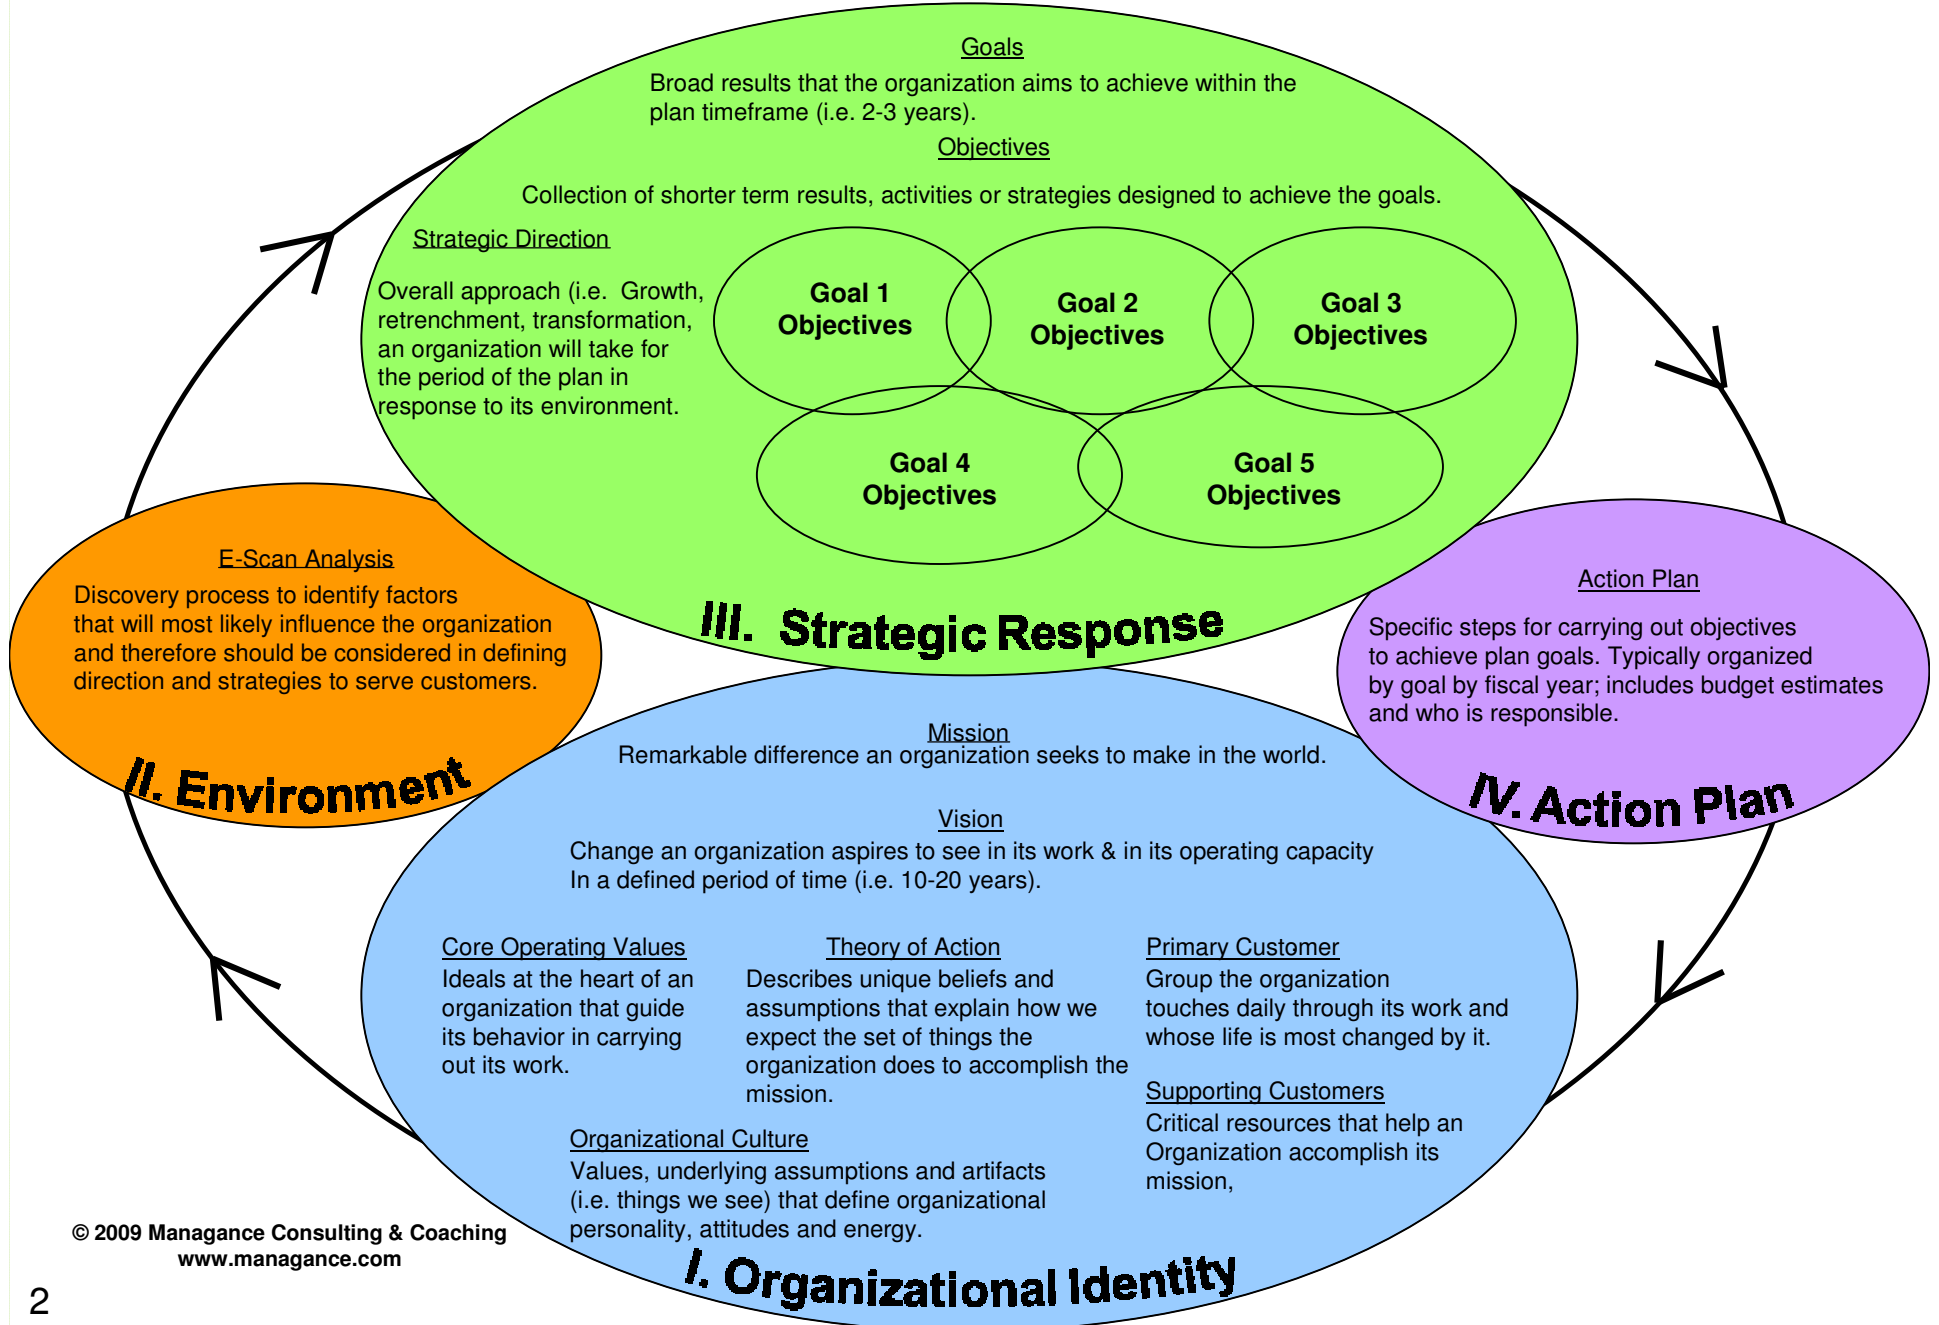 Goals
Broad results that the organization aims to achieve within the
plan timeframe (i.e. 2-3 years).
Objectives
Collection of shorter term results, activities or strategies designed to achieve the goals.
Strategic Direction
Overall approach (i.e.  Growth,
retrenchment, transformation,
an organization will take for
the period of the plan in
response to its environment.
Goal 1
Objectives
Goal 2
Objectives
Goal 3
Objectives
Goal 4
Objectives
Goal 5
Objectives
III. Strategic Response
E-Scan Analysis
Discovery process to identify factors
that will most likely influence the organization
and therefore should be considered in defining
direction and strategies to serve customers.
II. Environment
Action Plan
Specific steps for carrying out objectives
to achieve plan goals. Typically organized
by goal by fiscal year; includes budget estimates
and who is responsible.
IV. Action Plan
Mission
Remarkable difference an organization seeks to make in the world.
Vision
Change an organization aspires to see in its work & in its operating capacity
In a defined period of time (i.e. 10-20 years).
Core Operating Values
Ideals at the heart of an
organization that guide
its behavior in carrying
out its work.
Theory of Action
Describes unique beliefs and
assumptions that explain how we
expect the set of things the
organization does to accomplish the
mission.
Primary Customer
Group the organization
touches daily through its work and
whose life is most changed by it.
Supporting Customers
Critical resources that help an
Organization accomplish its
mission,
Organizational Culture
Values, underlying assumptions and artifacts
(i.e. things we see) that define organizational
personality, attitudes and energy.
I. Organizational Identity
© 2009 Managance Consulting & Coaching
www.managance.com
2